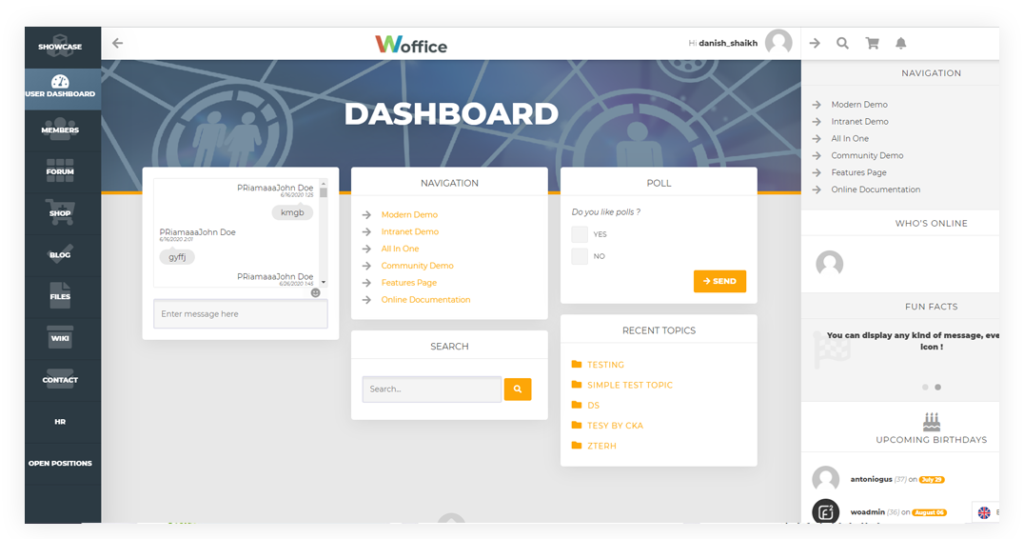 SHOWCASE
USER DASHBOARD
MEMBERS
FORUM
SHOP
BLOG
FILES
WIKI
CONTACT
HR
OPEN POSITIONS
Woffice
Hi danish_shaikh
DASHBOARD
PRiamaaaJohn Doe
6/16/2020 1:25
kmgb
PRiamaaaJohn Doe
6/16/2020 2:01
gyffj
PRiamaaaJohn Doe
6/26/2020 1:46
Enter message here
NAVIGATION
Modern Demo
Intranet Demo
All In One
Community Demo
Features Page
Online Documentation
SEARCH
Search...
POLL
Do you like polls ?
YES
NO
SEND
RECENT TOPICS
TESTING
SIMPLE TEST TOPIC
DS
TESY BY CKA
ZTERH
NAVIGATION
Modern Demo
Intranet Demo
All In One
Community Demo
Features Page
Online Documentation
WHO'S ONLINE
FUN FACTS
You can display any kind of message, eve
icon !
UPCOMING BIRTHDAYS
antoniogus (37) on July 29
woadmin (36) on August 06